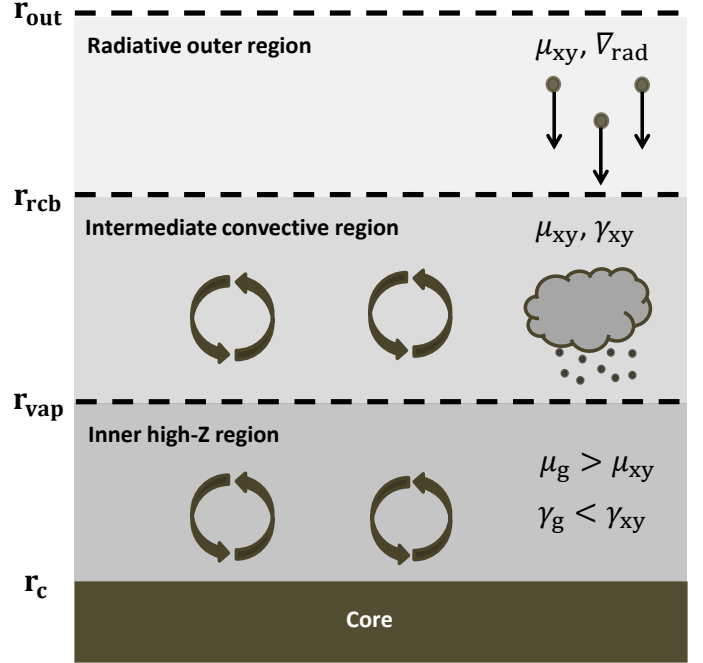 r_out
Radiative outer region
μ_xy, ∇_rad
r_rcb
Intermediate convective region
μ_xy, γ_xy
r_vap
Inner high-Z region
μ_g > μ_xy
γ_g < γ_xy
r_c
Core